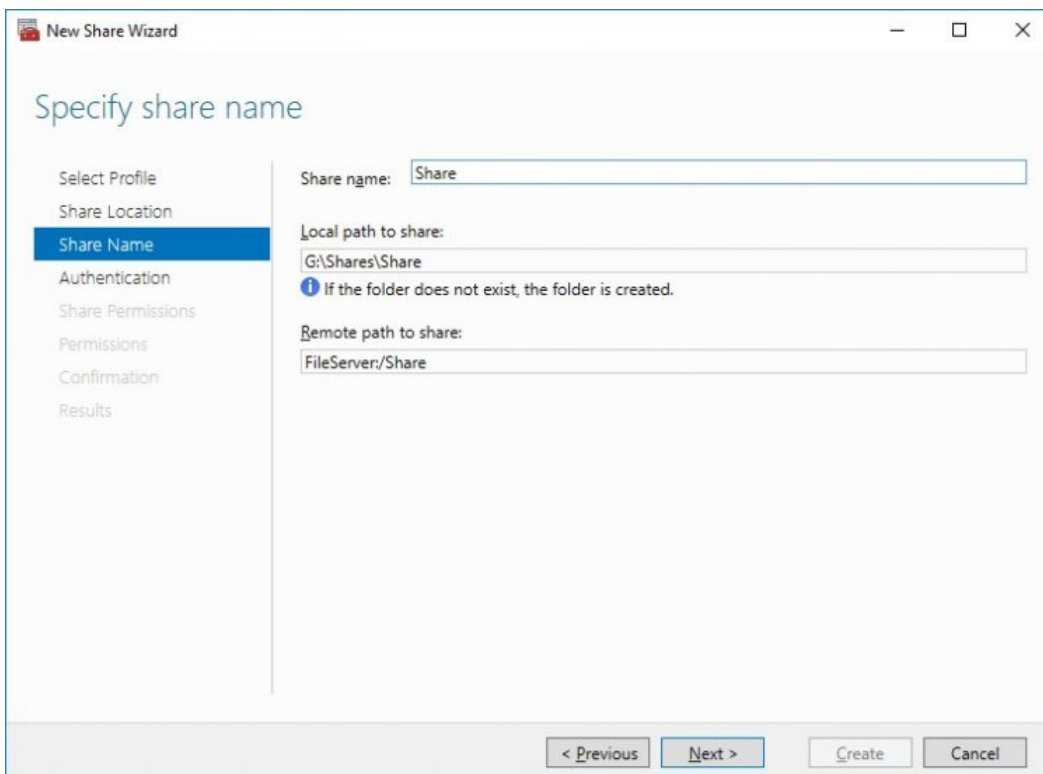 New Share Wizard
Specify share name
Select Profile
Share Location
Share Name
Authentication
Share Permissions
Permissions
Confirmation
Results
Share name: Share
Local path to share:
G:\Shares\Share
If the folder does not exist, the folder is created.
Remote path to share:
FileServer:/Share
< Previous Next > Create Cancel